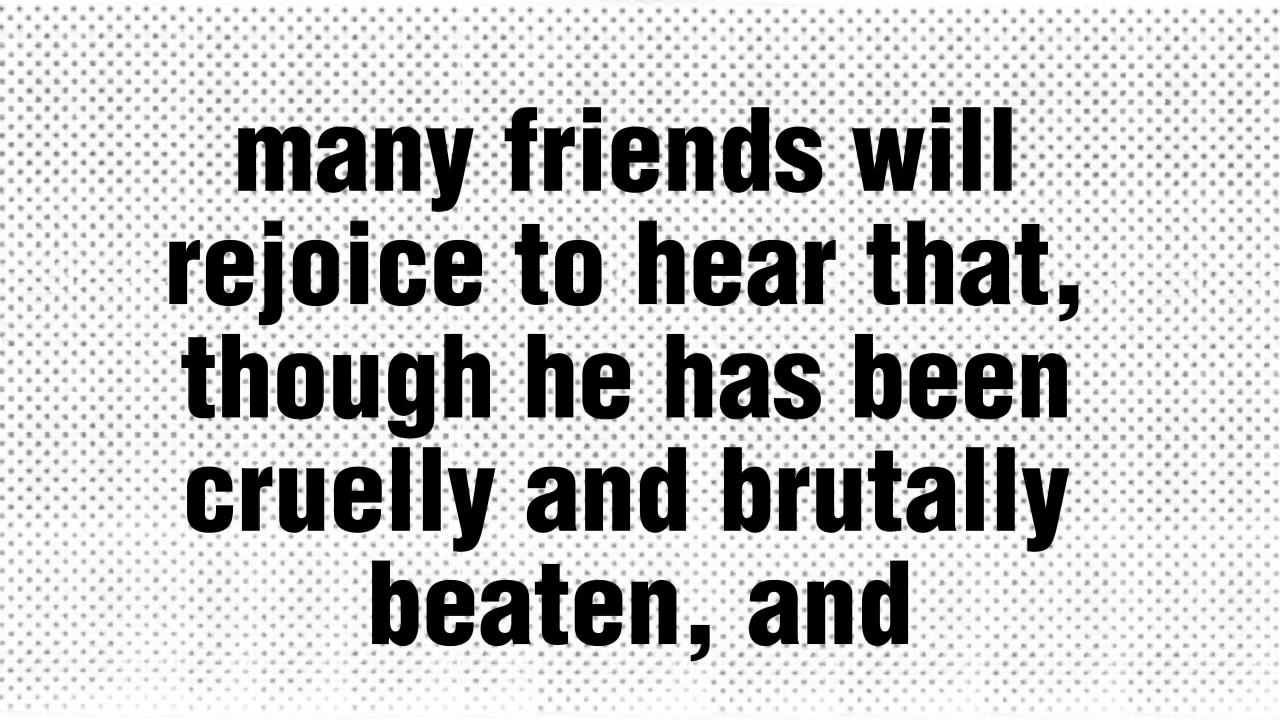 many friends will
rejoice to hear that,
though he has been
cruelly and brutally
beaten, and